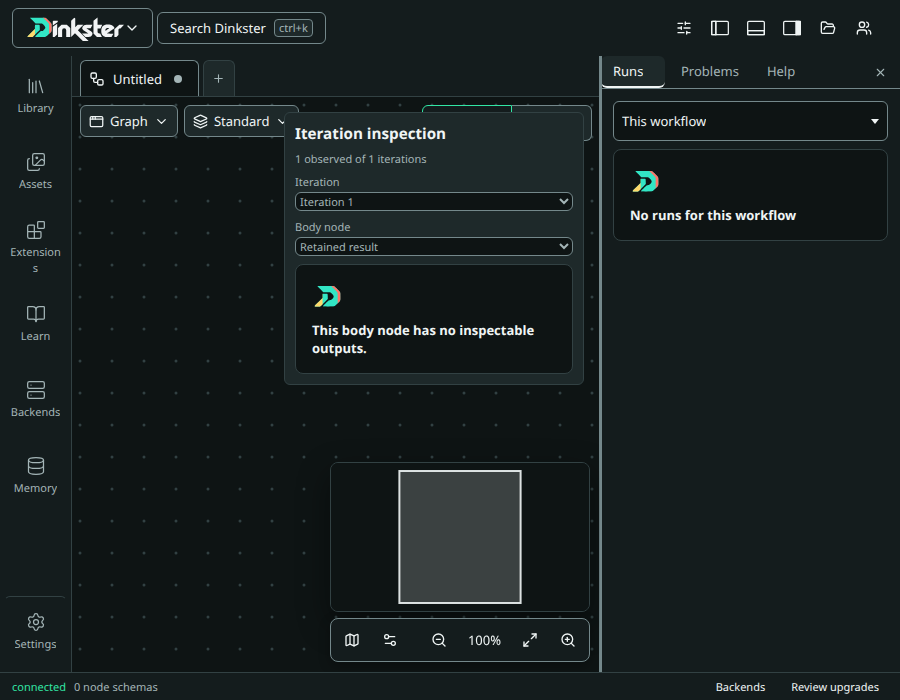 Dinkster
Search Dinkster ctrl+k
Library
Assets
Extension
s
Learn
Backends
Memory
Settings
Untitled
+
Graph
Standard
Iteration inspection
1 observed of 1 iterations
Iteration
Iteration 1
Body node
Retained result
This body node has no inspectable
outputs.
100%
Runs Problems Help
This workflow
No runs for this workflow
connected 0 node schemas
Backends Review upgrades